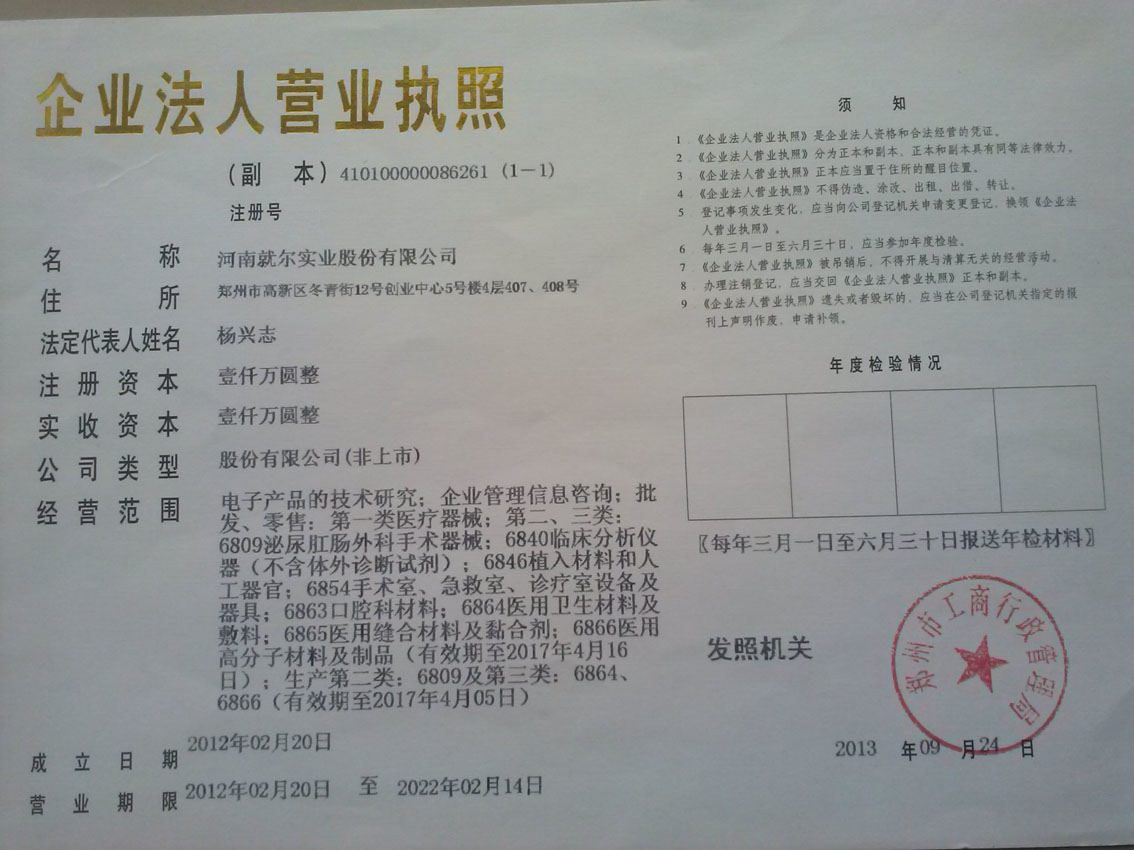 企业法人营业执照
（副 本）410100000086261（1-1）
注册号
名 称 河南就尔实业股份有限公司
住 所 郑州市高新区冬青街12号创业中心5号楼4层407、408号
法定代表人姓名 杨兴志
注册资本 壹仟万圆整
实收资本 壹仟万圆整
公司类型 股份有限公司(非上市)
经营范围 电子产品的技术研究；企业管理信息咨询；批
发、零售：第一类医疗器械；第二、三类：
6809泌尿肛肠外科手术器械；6840临床分析仪
器（不含体外诊断试剂）；6846植入材料和人
工器官；6854手术室、急救室、诊疗室设备及
器具；6863口腔科材料；6864医用卫生材料及
敷料；6865医用缝合材料及黏合剂；6866医用
高分子材料及制品（有效期至2017年4月16
日）；生产第二类：6809及第三类：6864、
6866（有效期至2017年4月05日）
成立日期 2012年02月20日
营业期限 2012年02月20日 至 2022年02月14日
须 知
1．《企业法人营业执照》是企业法人资格和合法经营的凭证。
2．《企业法人营业执照》分为正本和副本，正本和副本具有同等法律效力。
3．《企业法人营业执照》正本应当置于住所的醒目位置。
4．《企业法人营业执照》不得伪造、涂改、出租、出借、转让。
5．登记事项发生变化，应当向公司登记机关申请变更登记，换领《企业法
人营业执照》。
6．每年三月一日至六月三十日，应当参加年度检验。
7．《企业法人营业执照》被吊销后，不得开展与清算无关的经营活动。
8．办理注销登记，应当交回《企业法人营业执照》正本和副本。
9．《企业法人营业执照》遗失或者毁坏的，应当在公司登记机关指定的报
刊上声明作废，申请补领。
年度检验情况
〖每年三月一日至六月三十日报送年检材料〗
发照机关
郑州市工商行政管理局
2013 年09 月24 日